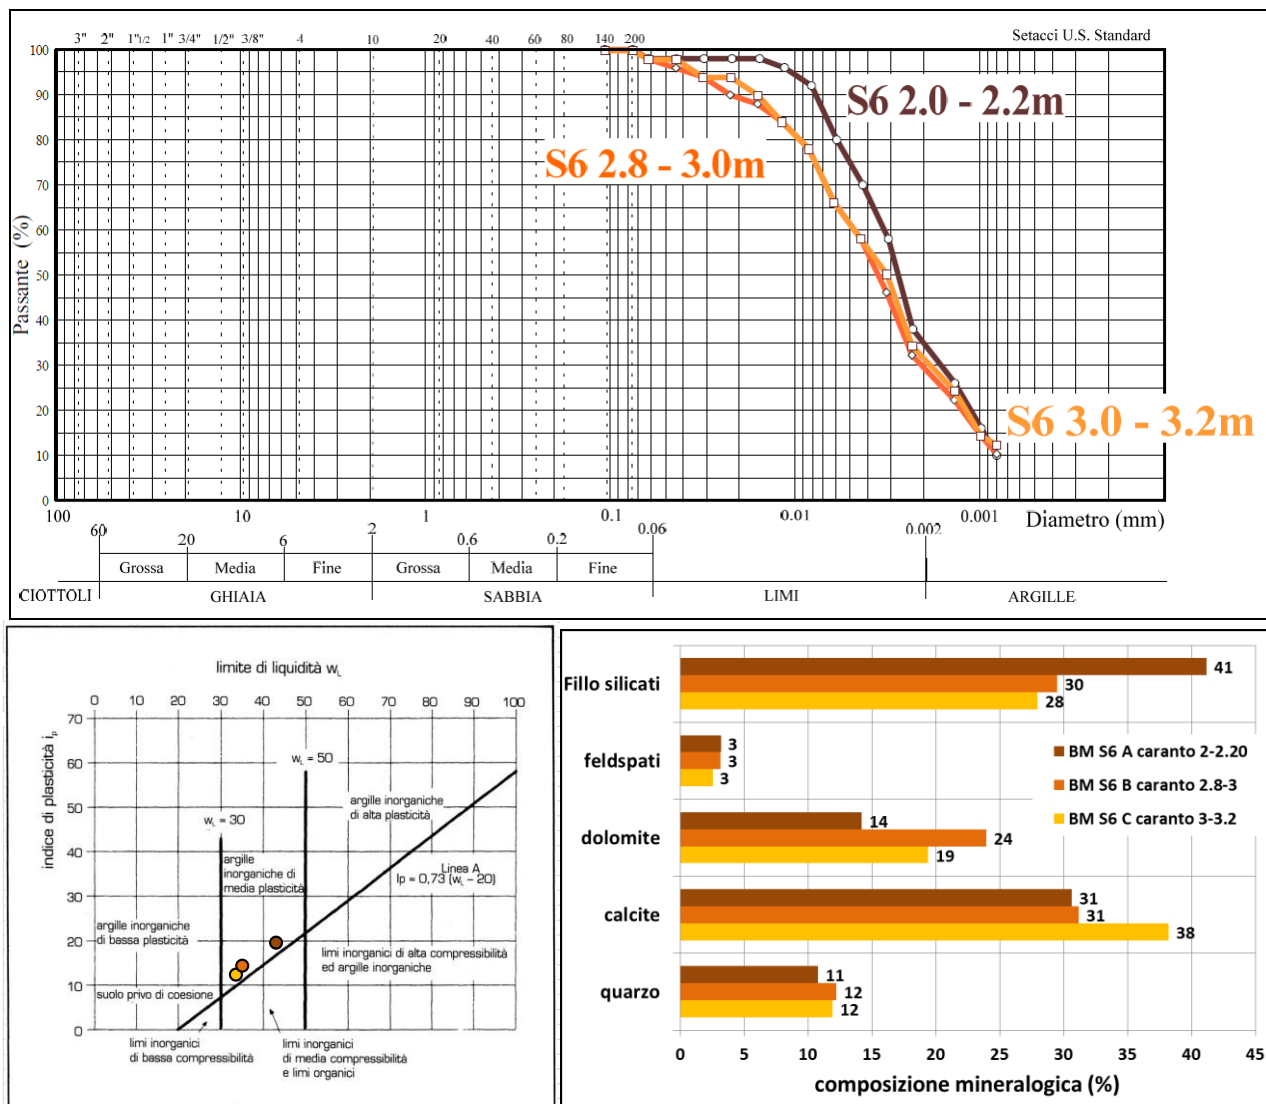 3" 2" 1"1/2 1" 3/4" 1/2" 3/8" 4 10 20 40 60 80 140 200 Setacci U.S. Standard
100
90
80
70
60
50
40
30
20
10
0
Passante (%)
S6 2.0 - 2.2m
S6 2.8 - 3.0m
S6 3.0 - 3.2m
100 10 1 0.1 0.01 0.001 Diametro (mm)
60 20 6 2 0.6 0.2 0.06 0.002
Grossa Media Fine Grossa Media Fine
CIOTTOLI GHIAIA SABBIA LIMI ARGILLE
limite di liquidità wL
0 10 20 30 40 50 60 70 80 90 100
70
60
50
40
30
20
10
0
indice di plasticità ip
wL = 50
wL = 30
argille inorganiche
di alta plasticità
argille
inorganiche di
media plasticità
Linea A
Ip = 0,73 (wL – 20)
argille inorganiche
di bassa plasticità
limi inorganici di alta compressibilità
ed argille inorganiche
suolo privo di coesione
limi inorganici
di bassa compressibilità
limi inorganici
di media compressibilità
e limi organici
Fillo silicati
41
30
28
feldspati
3
3
3
dolomite
14
24
19
calcite
31
31
38
quarzo
11
12
12
BM S6 A caranto 2-2.20
BM S6 B caranto 2.8-3
BM S6 C caranto 3-3.2
0 5 10 15 20 25 30 35 40 45
composizione mineralogica (%)